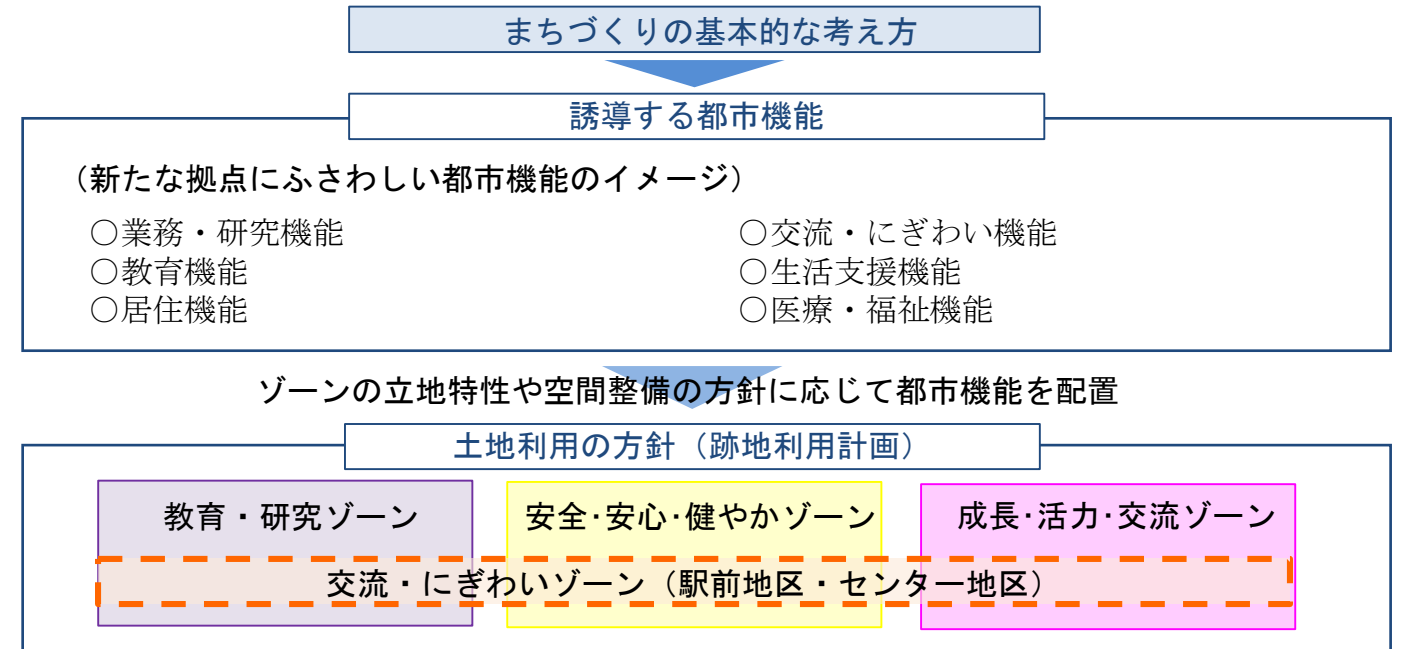 まちづくりの基本的な考え方
誘導する都市機能
（新たな拠点にふさわしい都市機能のイメージ）
○業務・研究機能
○教育機能
○居住機能
○交流・にぎわい機能
○生活支援機能
○医療・福祉機能
ゾーンの立地特性や空間整備の方針に応じて都市機能を配置
土地利用の方針（跡地利用計画）
教育・研究ゾーン
安全・安心・健やかゾーン
成長・活力・交流ゾーン
交流・にぎわいゾーン（駅前地区・センター地区）